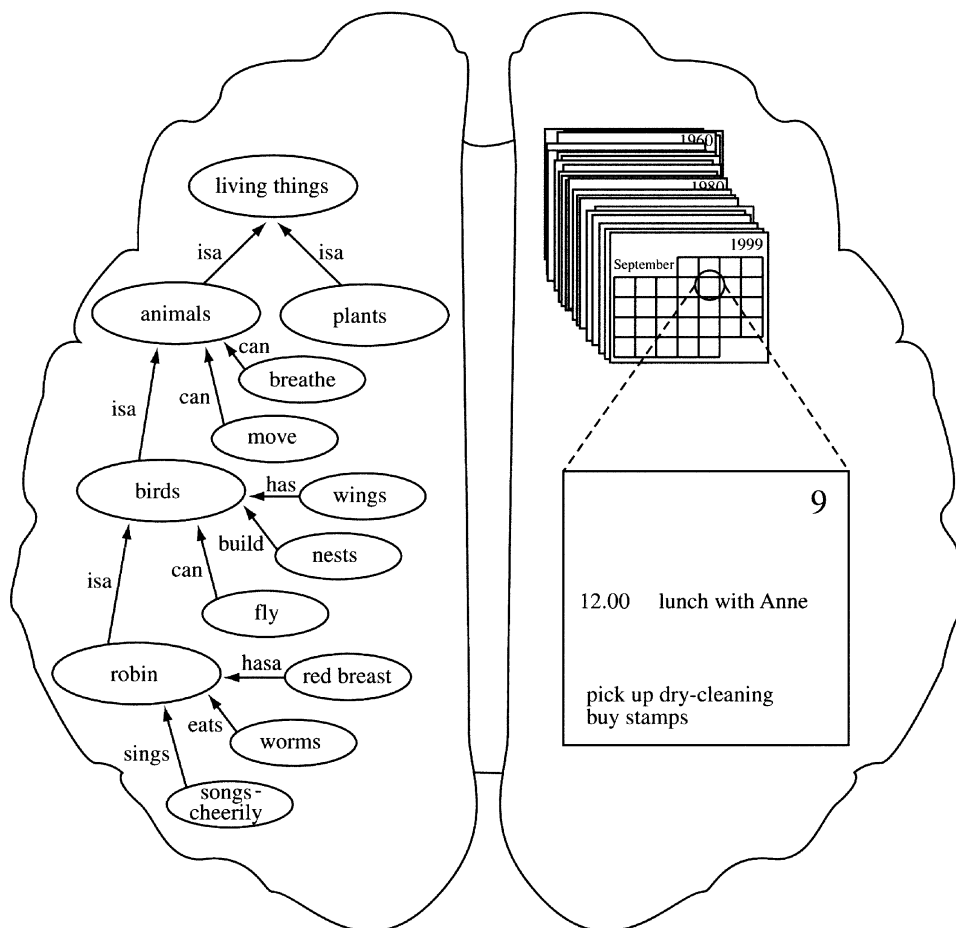 living things
isa
isa
animals
plants
can
breathe
isa
can
move
birds
has
wings
build
nests
isa
can
fly
robin
hasa
red breast
eats
worms
sings
songs-
cheerily
1960
1980
1999
September
9
12.00 lunch with Anne
pick up dry-cleaning
buy stamps